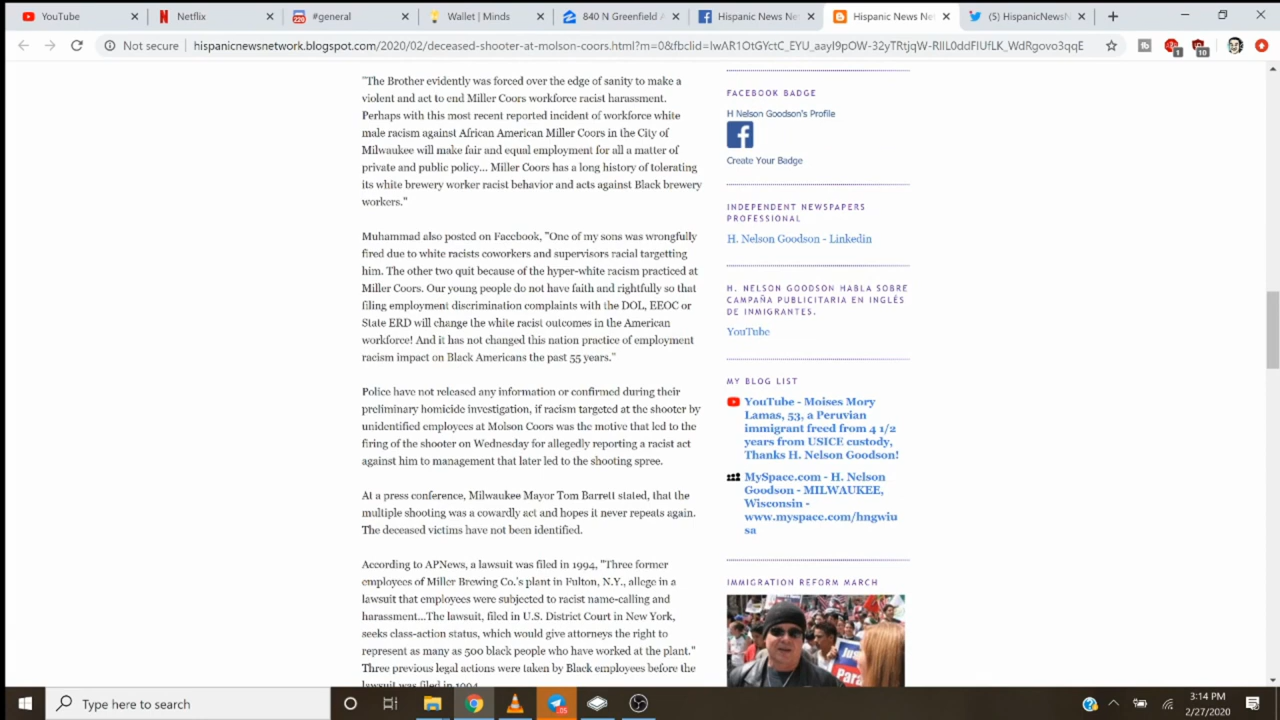 YouTube
Netflix
220
#general
Wallet | Minds
840 N Greenfield
Hispanic News Net
Hispanic News Net
(5) HispanicNewsN
Not secure
hispanicnewsnetwork.blogspot.com/2020/02/deceased-shooter-at-molson-coors.html?m=0&fbclid=
1
10
"The Brother evidently was forced over the edge of sanity to make a
violent and act to end Miller Coors workforce racist harassment.
Perhaps with this most recent reported incident of workforce white
male racism against African American Miller Coors in the City of
Milwaukee will make fair and equal employment for all a matter of
private and public policy... Miller Coors has a long history of tolerating
its white brewery worker racist behavior and acts against Black brewery
workers."
Muhammad also posted on Facebook, "One of my sons was wrongfully
fired due to white racists coworkers and supervisors racial targetting
him. The other two quit because of the hyper-white racism practiced at
Miller Coors. Our young people do not have faith and rightfully so that
filing employment discrimination complaints with the DOL, EEOC or
State ERD will change the white racist outcomes in the American
workforce! And it has not changed this nation practice of employment
racism impact on Black Americans the past 55 years."
Police have not released any information or confirmed during their
preliminary homicide investigation, if racism targeted at the shooter by
unidentified employees at Molson Coors was the motive that led to the
firing of the shooter on Wednesday for allegedly reporting a racist act
against him to management that later led to the shooting spree.
At a press conference, Milwaukee Mayor Tom Barrett stated, that the
multiple shooting was a cowardly act and hopes it never repeats again.
The deceased victims have not been identified.
According to APNews, a lawsuit was filed in 1994, "Three former
employees of Miller Brewing Co.'s plant in Fulton, N.Y., allege in a
lawsuit that employees were subjected to racist name-calling and
harassment...The lawsuit, filed in U.S. District Court in New York,
seeks class-action status, which would give attorneys the right to
represent as many as 500 black people who have worked at the plant."
Three previous legal actions were taken by Black employees before the
lawsuit was filed in 1994.
FACEBOOK BADGE
H Nelson Goodson's Profile
Create Your Badge
INDEPENDENT NEWSPAPERS
PROFESSIONAL
H. Nelson Goodson - Linkedin
H. NELSON GOODSON HABLA SOBRE
CAMPAÑA PUBLICITARIA EN INGLÉS
DE INMIGRANTES.
YouTube
MY BLOG LIST
YouTube - Moises Mory
Lamas, 53, a Peruvian
immigrant freed from 4 1/2
years from USICE custody,
Thanks H. Nelson Goodson!
MySpace.com - H. Nelson
Goodson - MILWAUKEE,
Wisconsin -
www.myspace.com/hngwiu
sa
IMMIGRATION REFORM MARCH
Type here to search
3:14 PM
2/27/2020